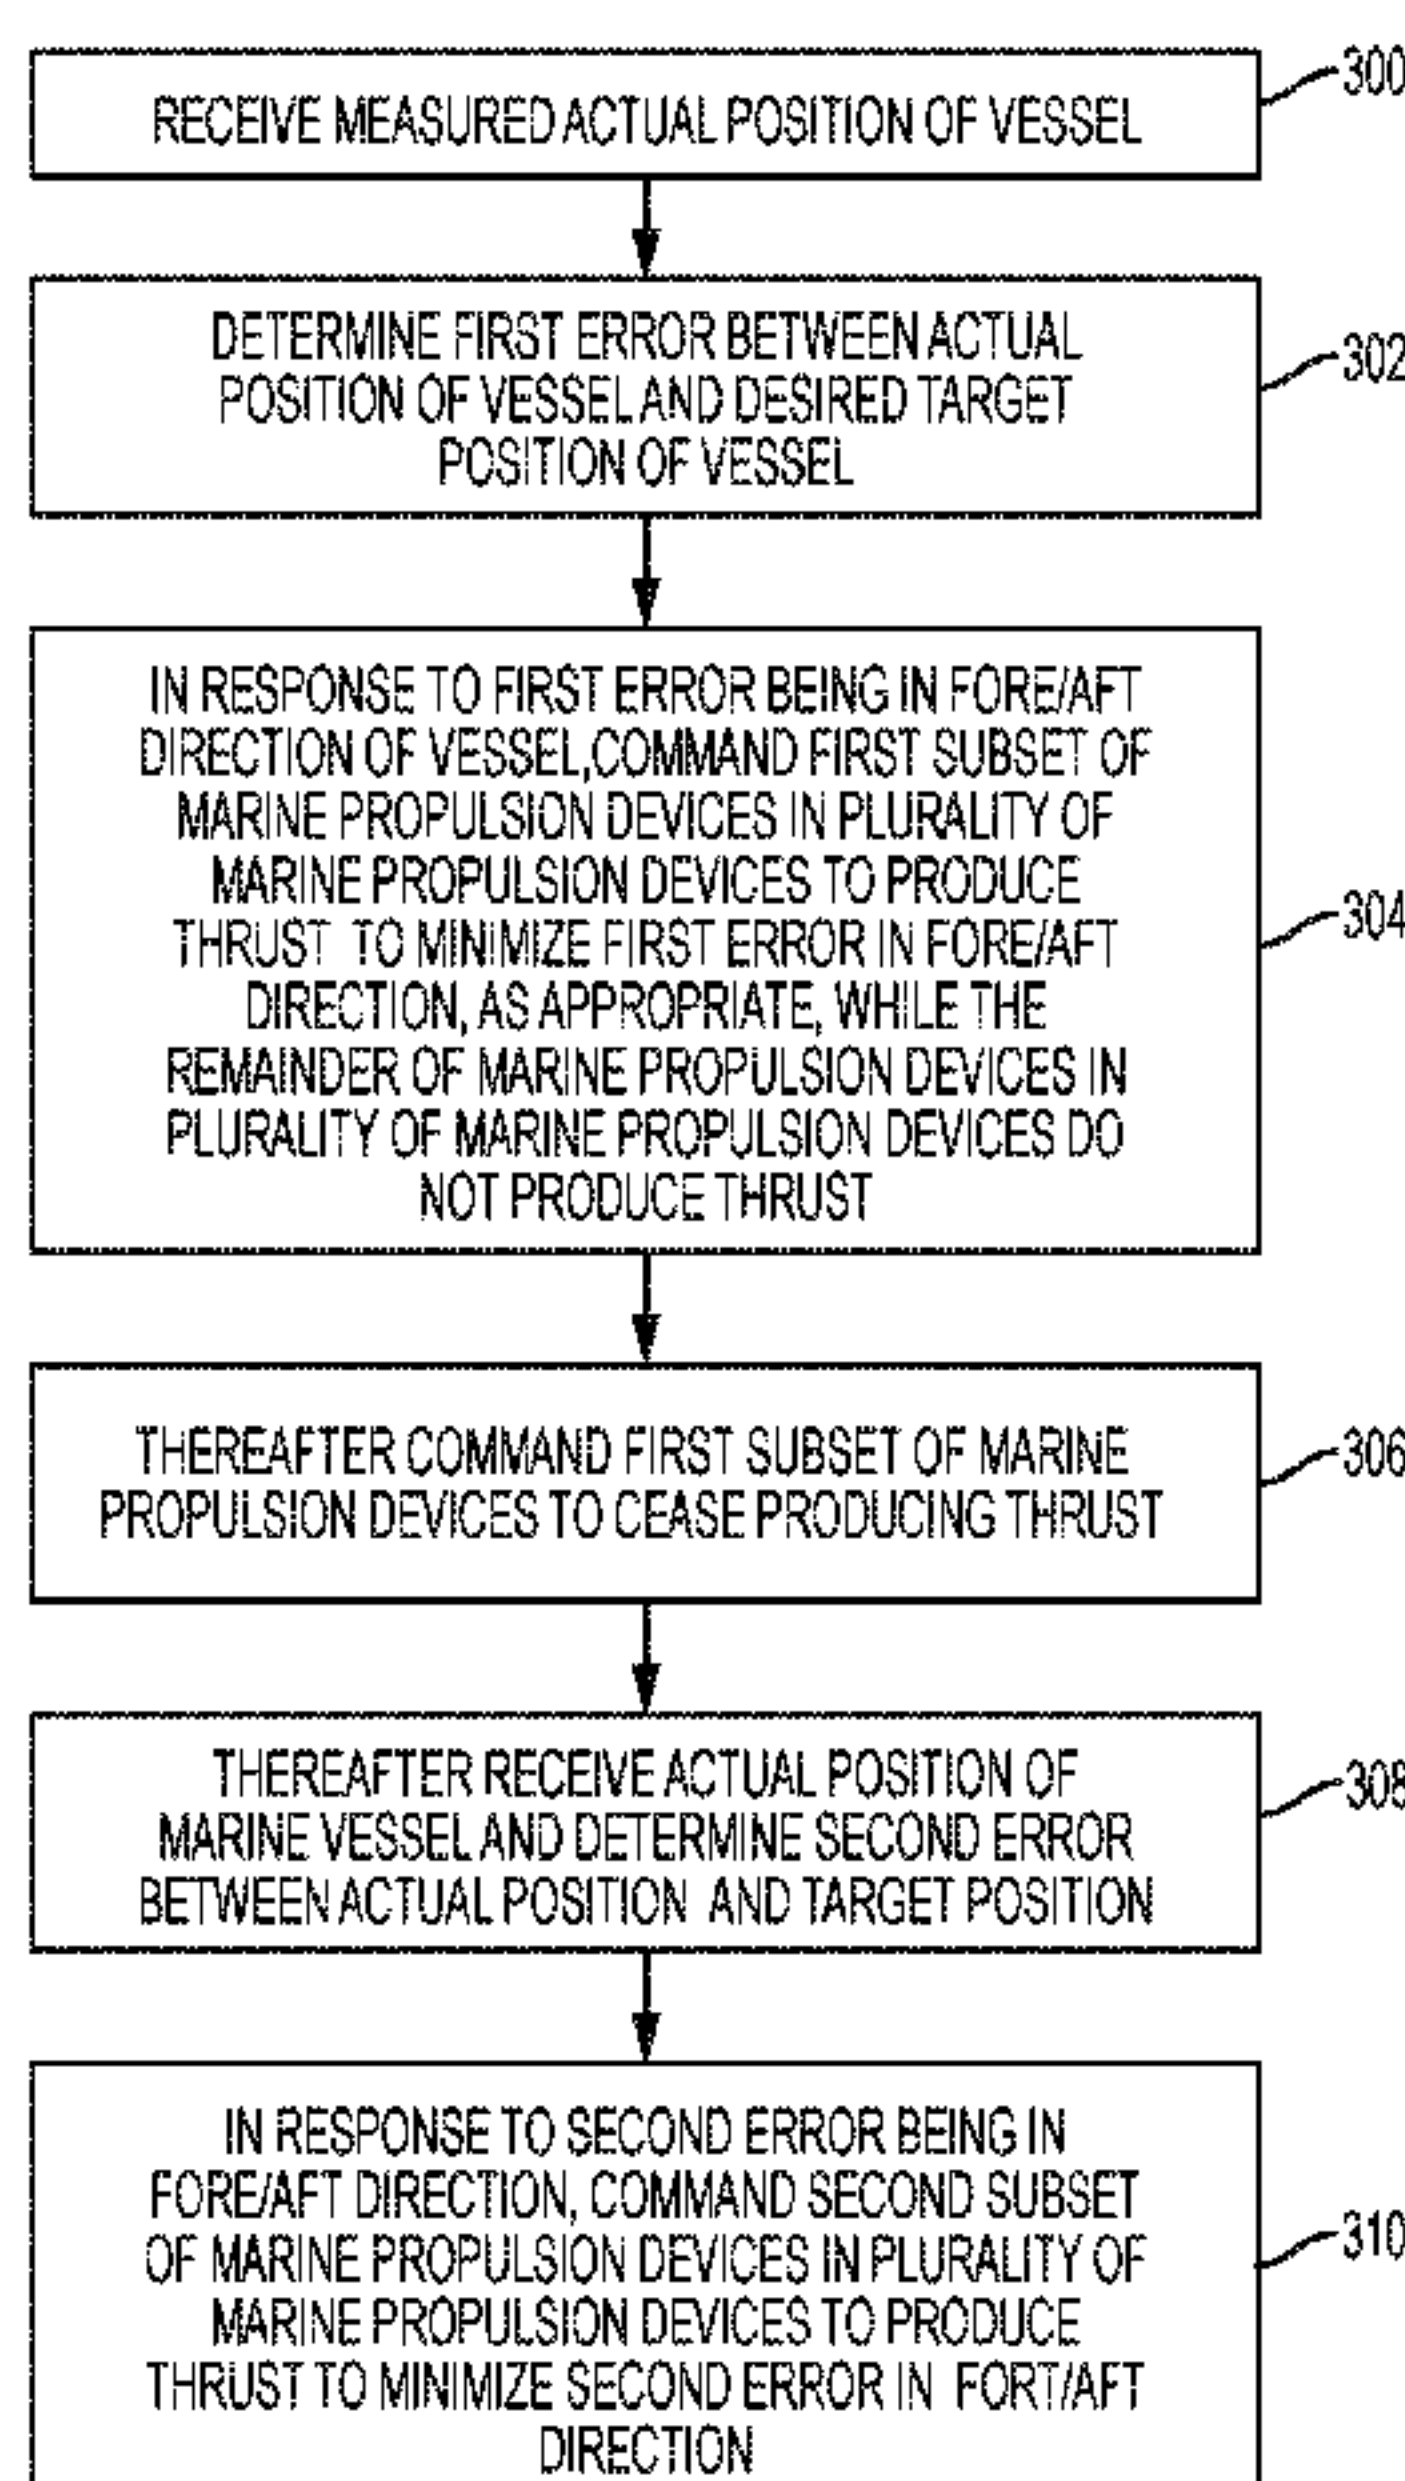 RECEIVE MEASURED ACTUAL POSITION OF VESSEL
300
DETERMINE FIRST ERROR BETWEEN ACTUAL
POSITION OF VESSEL AND DESIRED TARGET
POSITION OF VESSEL
302
IN RESPONSE TO FIRST ERROR BEING IN FORE/AFT
DIRECTION OF VESSEL,COMMAND FIRST SUBSET OF
MARINE PROPULSION DEVICES IN PLURALITY OF
MARINE PROPULSION DEVICES TO PRODUCE
THRUST TO MINIMIZE FIRST ERROR IN FORE/AFT
DIRECTION, AS APPROPRIATE, WHILE THE
REMAINDER OF MARINE PROPULSION DEVICES IN
PLURALITY OF MARINE PROPULSION DEVICES DO
NOT PRODUCE THRUST
304
THEREAFTER COMMAND FIRST SUBSET OF MARINE
PROPULSION DEVICES TO CEASE PRODUCING THRUST
306
THEREAFTER RECEIVE ACTUAL POSITION OF
MARINE VESSEL AND DETERMINE SECOND ERROR
BETWEEN ACTUAL POSITION AND TARGET POSITION
308
IN RESPONSE TO SECOND ERROR BEING IN
FORE/AFT DIRECTION, COMMAND SECOND SUBSET
OF MARINE PROPULSION DEVICES IN PLURALITY OF
MARINE PROPULSION DEVICES TO PRODUCE
THRUST TO MINIMIZE SECOND ERROR IN FORT/AFT
DIRECTION
310